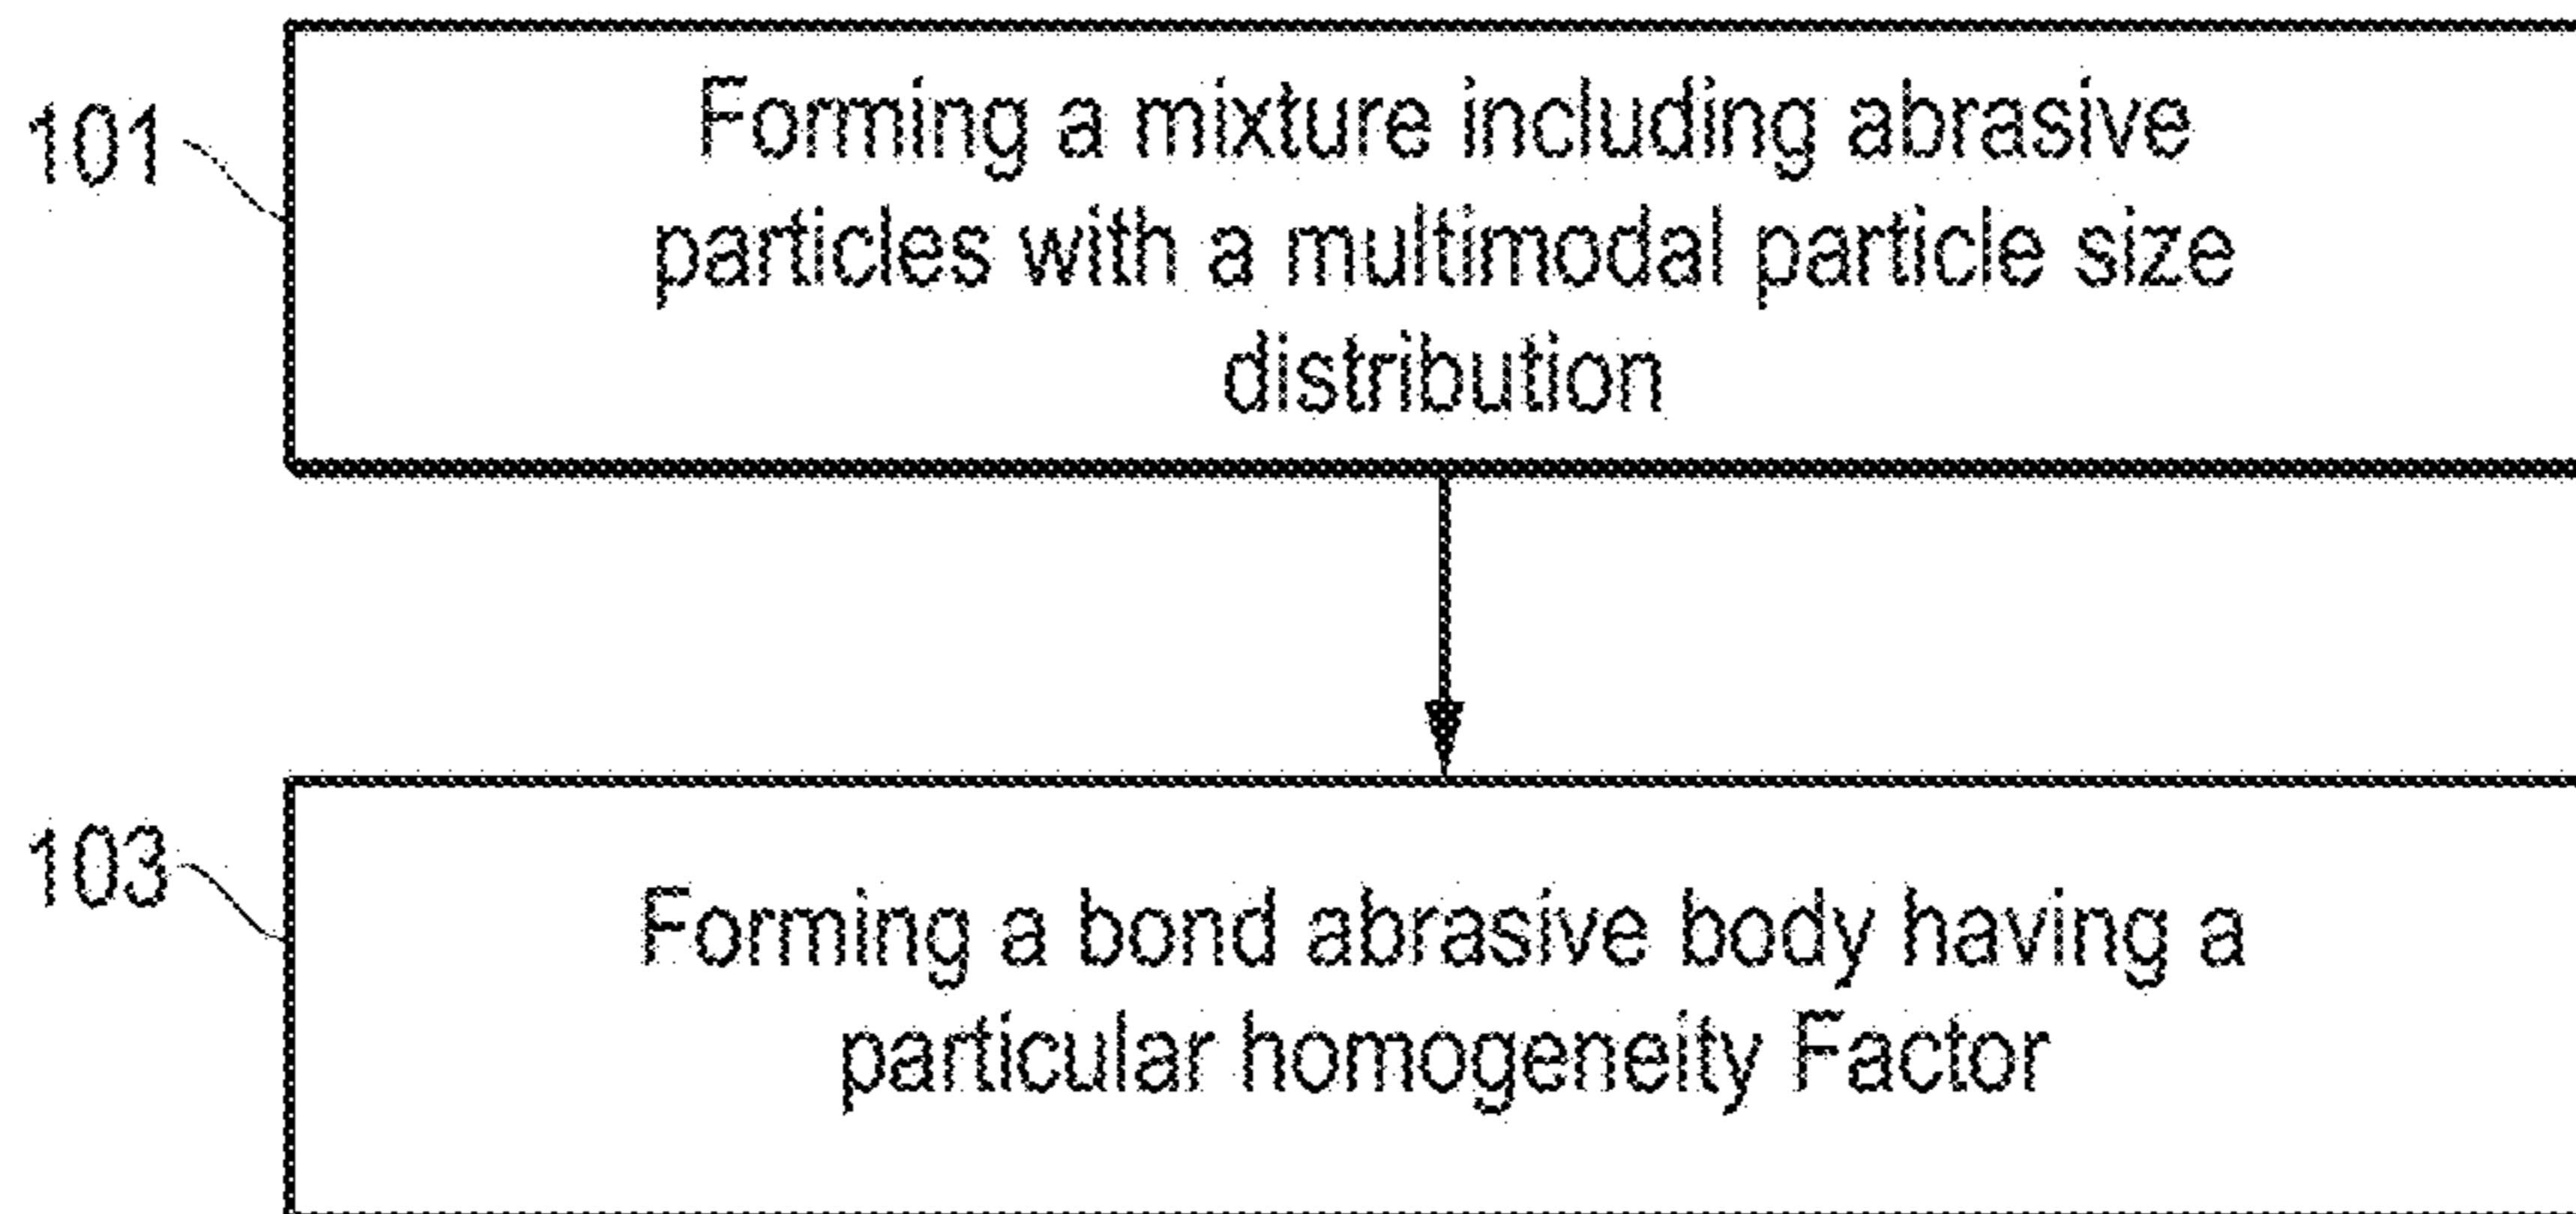 101
Forming a mixture including abrasive
particles with a multimodal particle size
distribution
103
Forming a bond abrasive body having a
particular homogeneity Factor